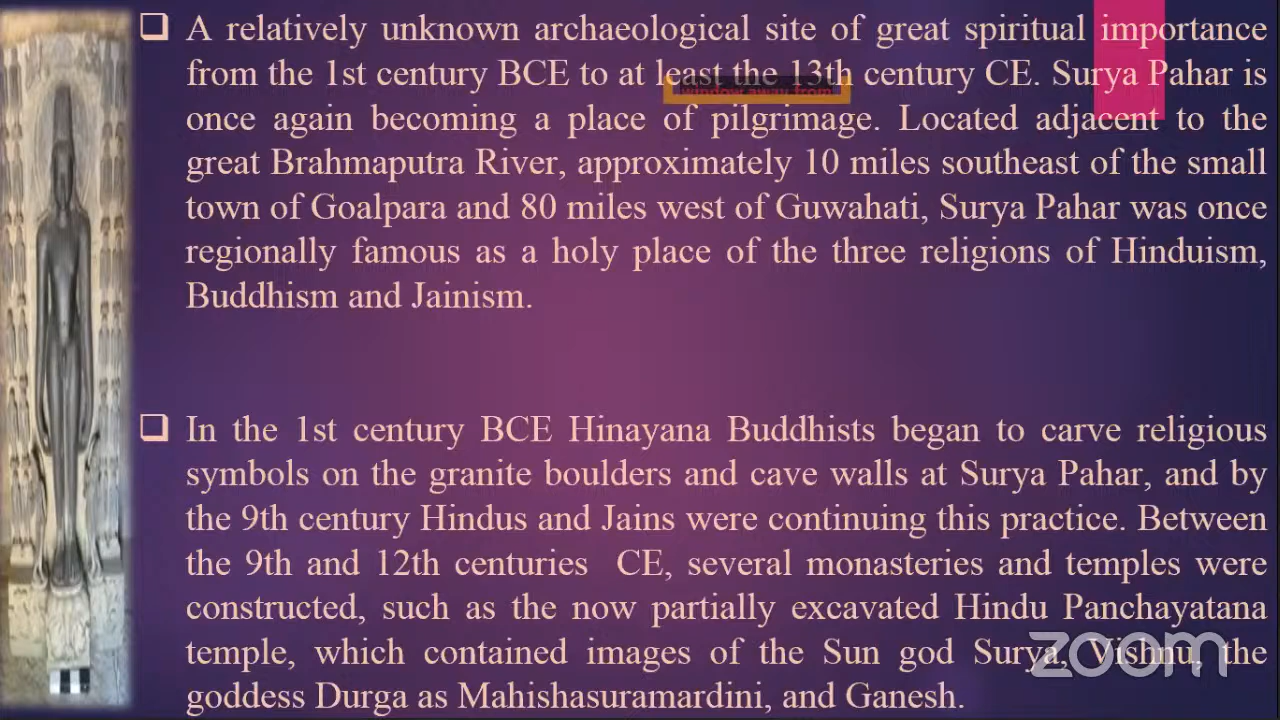 A relatively unknown archaeological site of great spiritual importance
from the 1st century BCE to at least the 13th century CE. Surya Pahar is
window away from
once again becoming a place of pilgrimage. Located adjacent to the
great Brahmaputra River, approximately 10 miles southeast of the small
town of Goalpara and 80 miles west of Guwahati, Surya Pahar was once
regionally famous as a holy place of the three religions of Hinduism,
Buddhism and Jainism.
In the 1st century BCE Hinayana Buddhists began to carve religious
symbols on the granite boulders and cave walls at Surya Pahar, and by
the 9th century Hindus and Jains were continuing this practice. Between
the 9th and 12th centuries CE, several monasteries and temples were
constructed, such as the now partially excavated Hindu Panchayatana
temple, which contained images of the Sun god Surya, Vishnu, the
goddess Durga as Mahishasuramardini, and Ganesh.
zoom